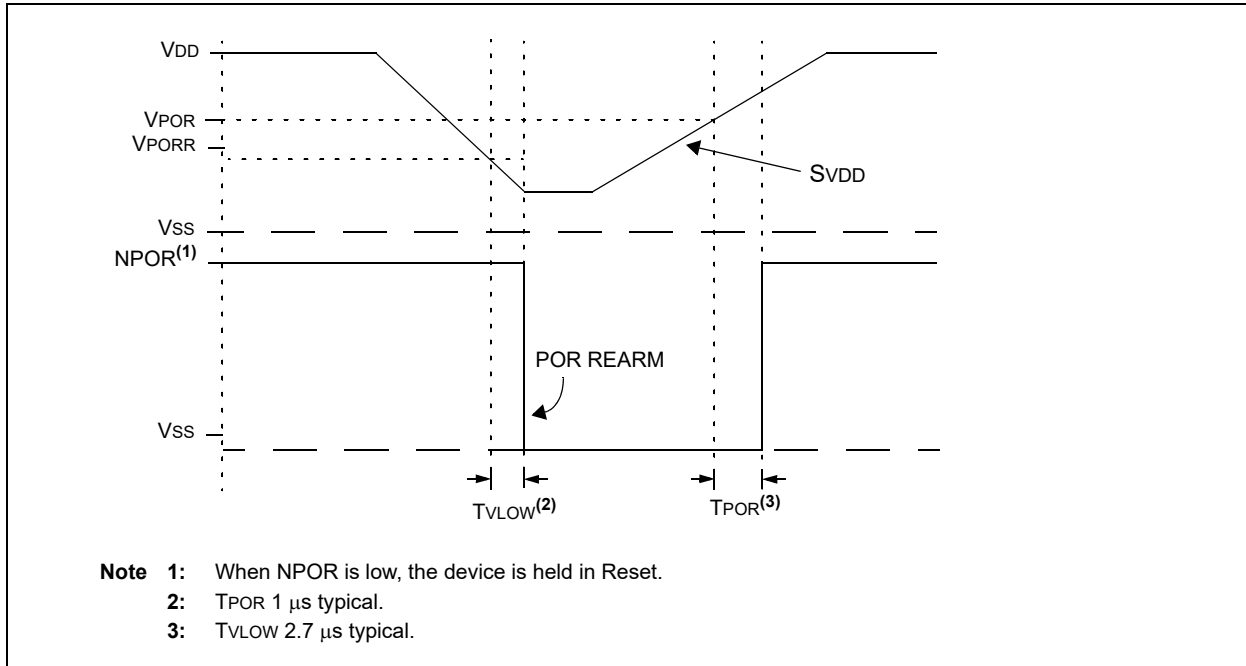 VDD
VPOR
VPORR
SVDD
VSS
NPOR(1)
POR REARM
VSS
TVLOW(2)
TPOR(3)
Note 1: When NPOR is low, the device is held in Reset.
2: TPOR 1 μs typical.
3: TVLOW 2.7 μs typical.